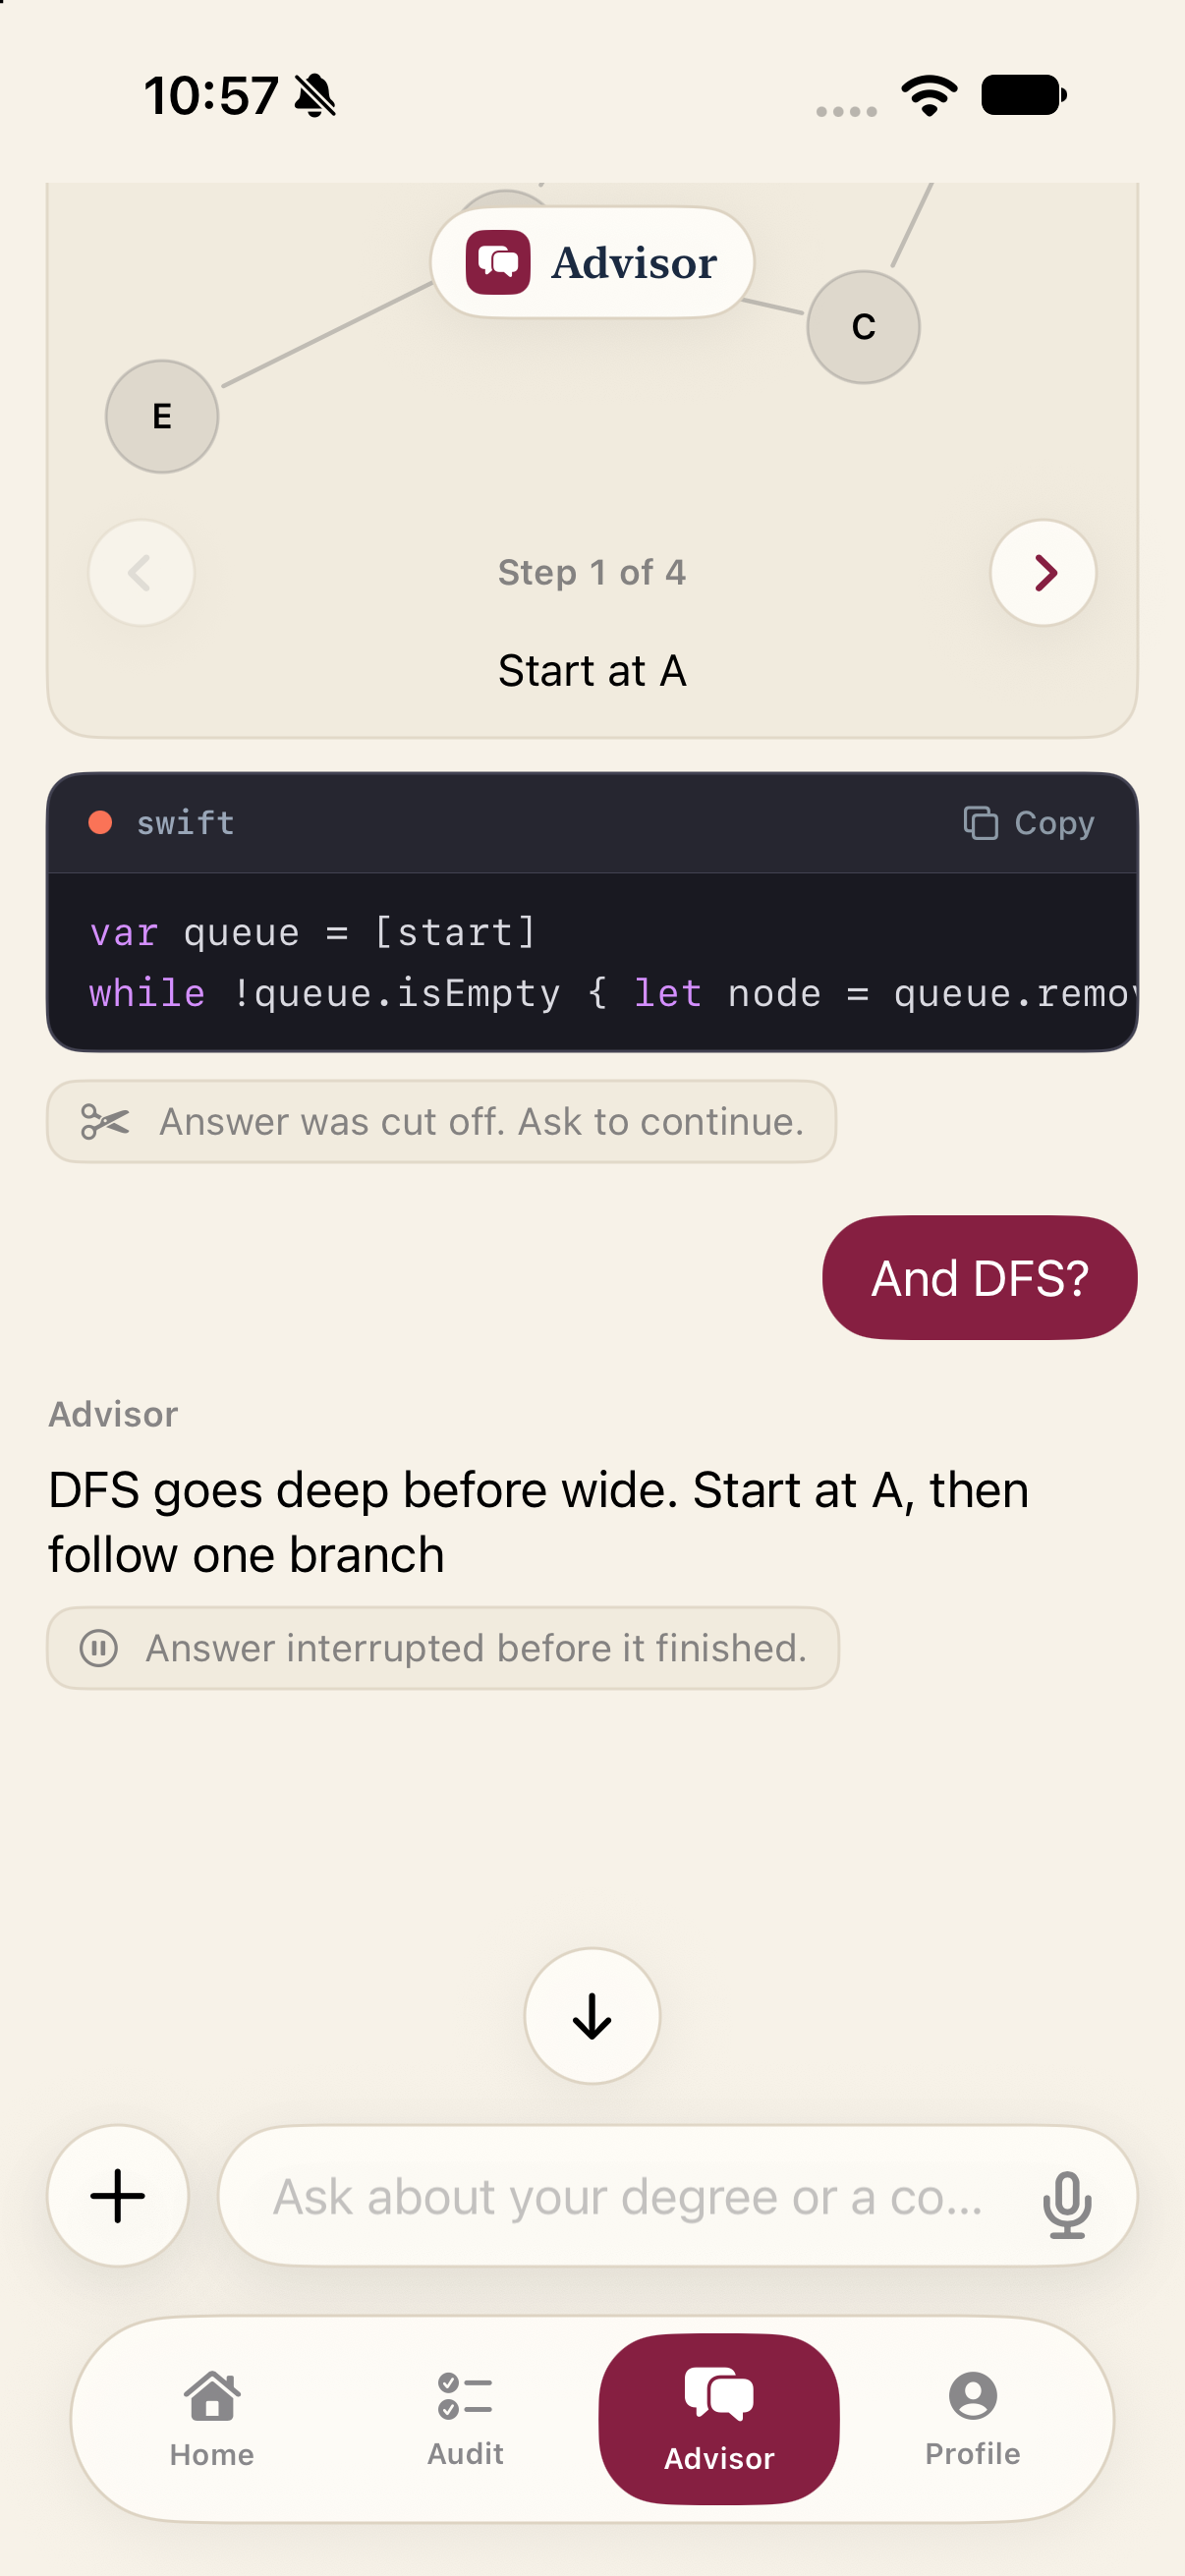 10:57
Advisor
C
E
Step 1 of 4
Start at A
swift
Copy
var queue = [start]
while !queue.isEmpty { let node = queue.remov
Answer was cut off. Ask to continue.
And DFS?
Advisor
DFS goes deep before wide. Start at A, then
follow one branch
Answer interrupted before it finished.
Ask about your degree or a co...
Home
Audit
Advisor
Profile